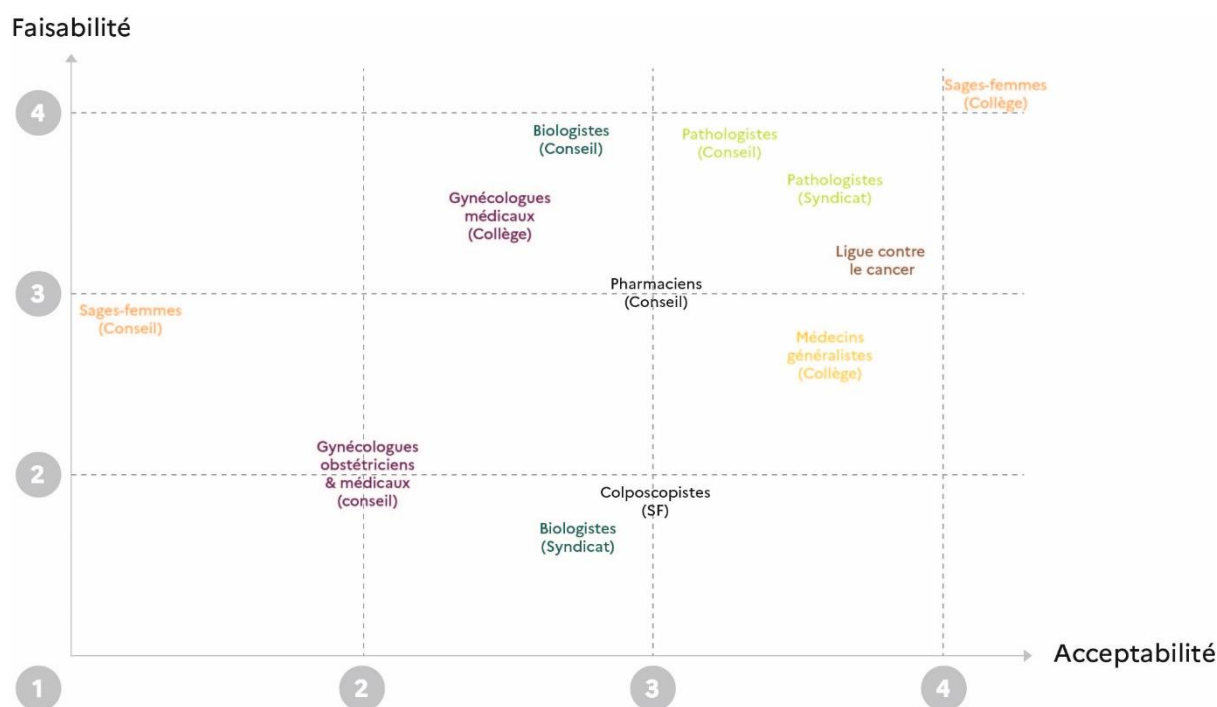 Faisabilité
4
Sages-femmes
(Collège)
Biologistes
(Conseil)
Pathologistes
(Conseil)
Pathologistes
(Syndicat)
Gynécologues
médicaux
(Collège)
Ligue contre
le cancer
3
Pharmaciens
(Conseil)
Sages-femmes
(Conseil)
Médecins
généralistes
(Collège)
2
Gynécologues
obstétriciens
& médicaux
(conseil)
Colposcopistes
(SF)
Biologistes
(Syndicat)
Acceptabilité
1
2
3
4